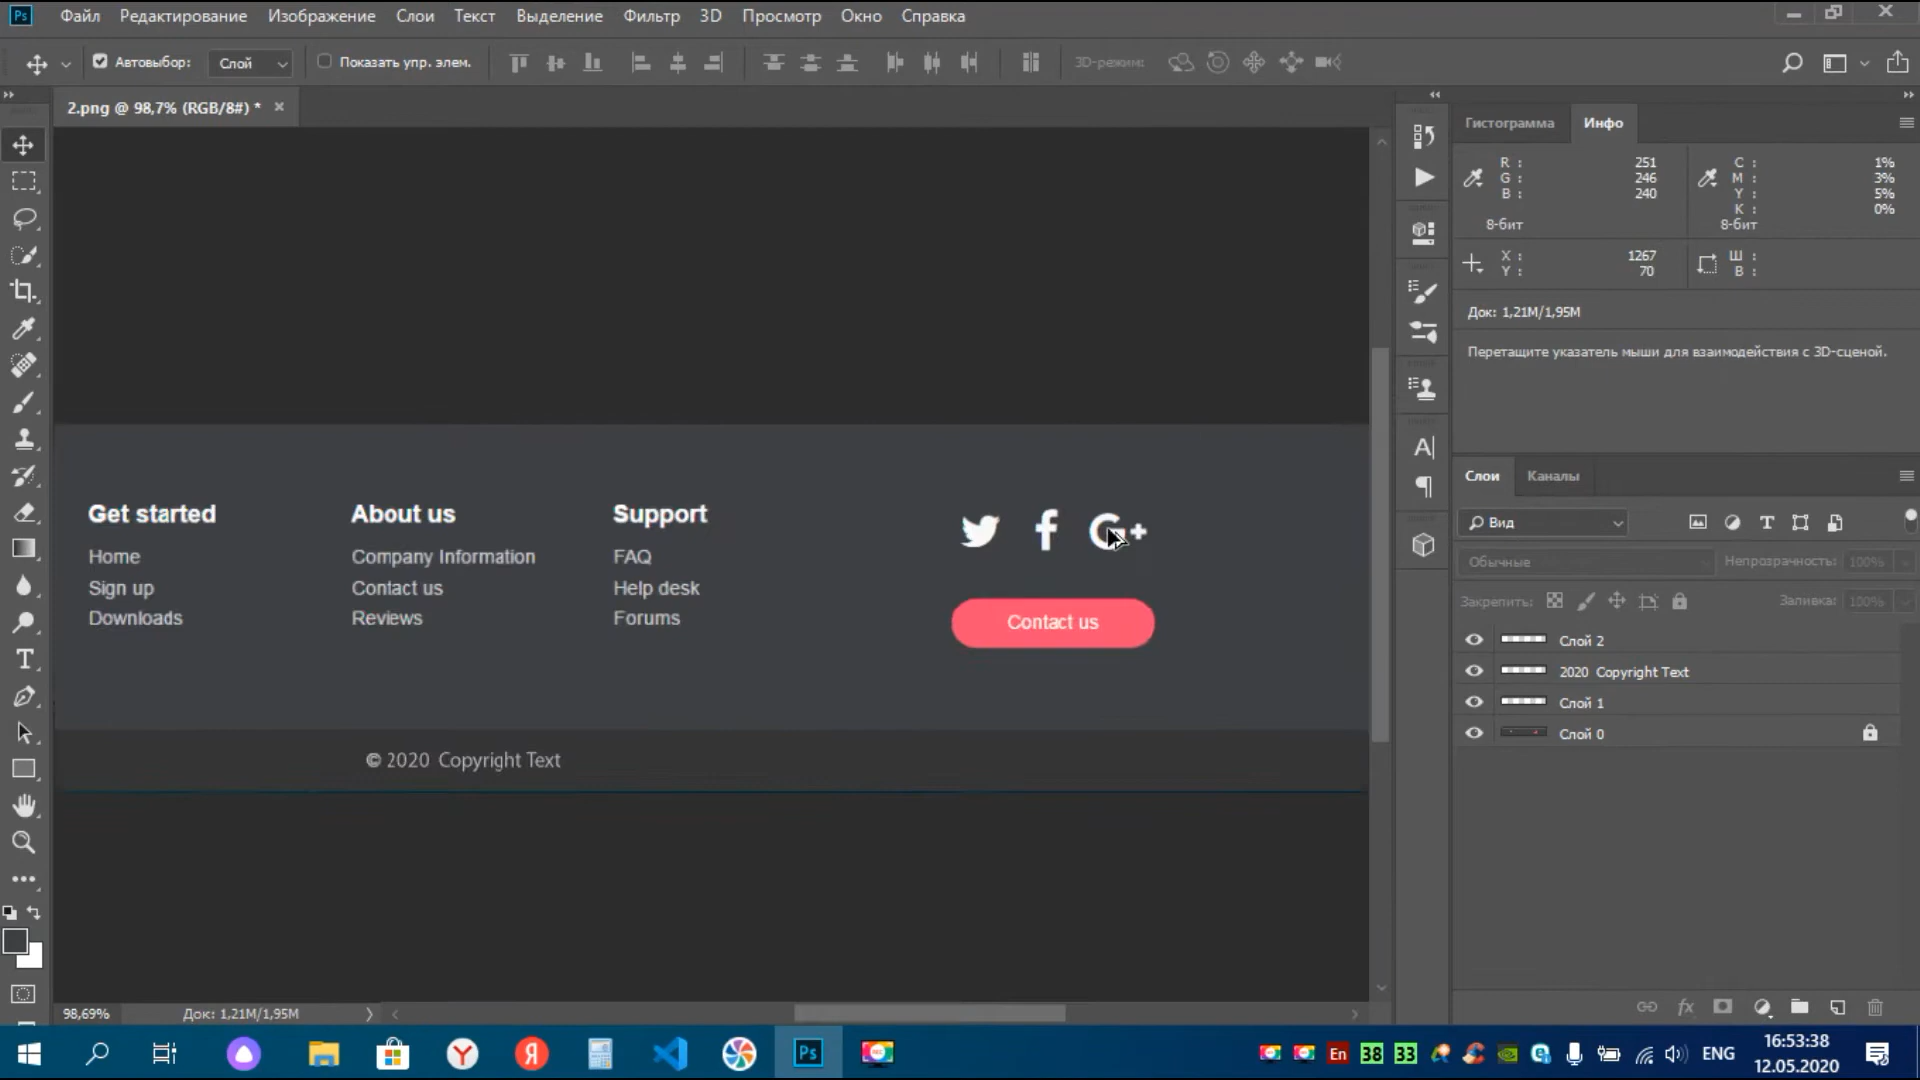 Ps Файл Редактирование Изображение Слои Текст Выделение Фильтр 3D Просмотр Окно Справка
Автовыбор: Слой Показать упр. элем. 3D-режим:
2.png @ 98,7% (RGB/8#) *
Гистограмма Инфо
R : 251 C : 1%
G : 246 M : 3%
B : 240 Y : 5%
K : 0%
8-бит 8-бит
X : 1267 Ш :
Y : 70 В :
Док: 1,21M/1,95M
Перетащите указатель мыши для взаимодействия с 3D-сценой.
Слои Каналы
Вид
Обычные Непрозрачность: 100%
Закрепить: Заливка: 100%
Слой 2
2020 Copyright Text
Слой 1
Слой 0
Get started
Home
Sign up
Downloads
About us
Company Information
Contact us
Reviews
Support
FAQ
Help desk
Forums
G+
Contact us
© 2020 Copyright Text
98,69% Док: 1,21M/1,95M
En 38 33 ENG 16:53:38
12.05.2020